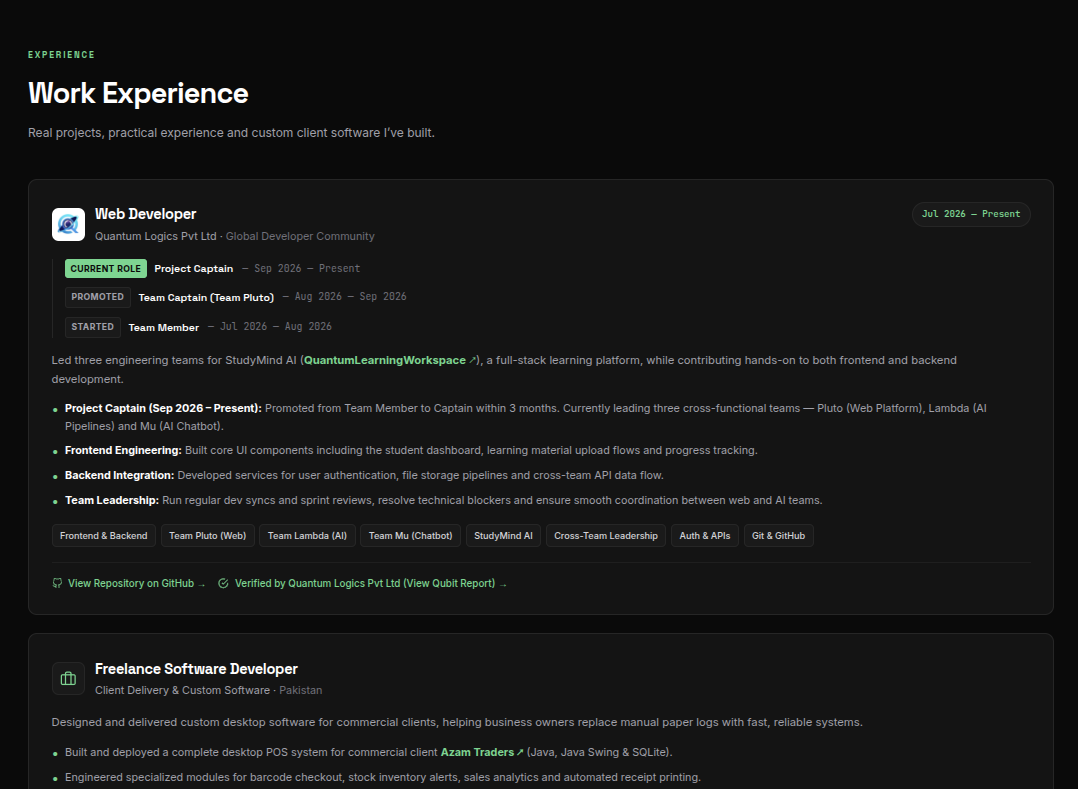 EXPERIENCE
Work Experience
Real projects, practical experience and custom client software I've built.
Web Developer
Jul 2026 — Present
Quantum Logics Pvt Ltd · Global Developer Community
CURRENT ROLE Project Captain — Sep 2026 — Present
PROMOTED Team Captain (Team Pluto) — Aug 2026 — Sep 2026
STARTED Team Member — Jul 2026 — Aug 2026
Led three engineering teams for StudyMind AI (QuantumLearningWorkspace ↗), a full-stack learning platform, while contributing hands-on to both frontend and backend
development.
• Project Captain (Sep 2026 – Present): Promoted from Team Member to Captain within 3 months. Currently leading three cross-functional teams — Pluto (Web Platform), Lambda (AI
Pipelines) and Mu (AI Chatbot).
• Frontend Engineering: Built core UI components including the student dashboard, learning material upload flows and progress tracking.
• Backend Integration: Developed services for user authentication, file storage pipelines and cross-team API data flow.
• Team Leadership: Run regular dev syncs and sprint reviews, resolve technical blockers and ensure smooth coordination between web and AI teams.
Frontend & Backend Team Pluto (Web) Team Lambda (AI) Team Mu (Chatbot) StudyMind AI Cross-Team Leadership Auth & APIs Git & GitHub
View Repository on GitHub → Verified by Quantum Logics Pvt Ltd (View Qubit Report) →
Freelance Software Developer
Client Delivery & Custom Software · Pakistan
Designed and delivered custom desktop software for commercial clients, helping business owners replace manual paper logs with fast, reliable systems.
• Built and deployed a complete desktop POS system for commercial client Azam Traders ↗ (Java, Java Swing & SQLite).
• Engineered specialized modules for barcode checkout, stock inventory alerts, sales analytics and automated receipt printing.